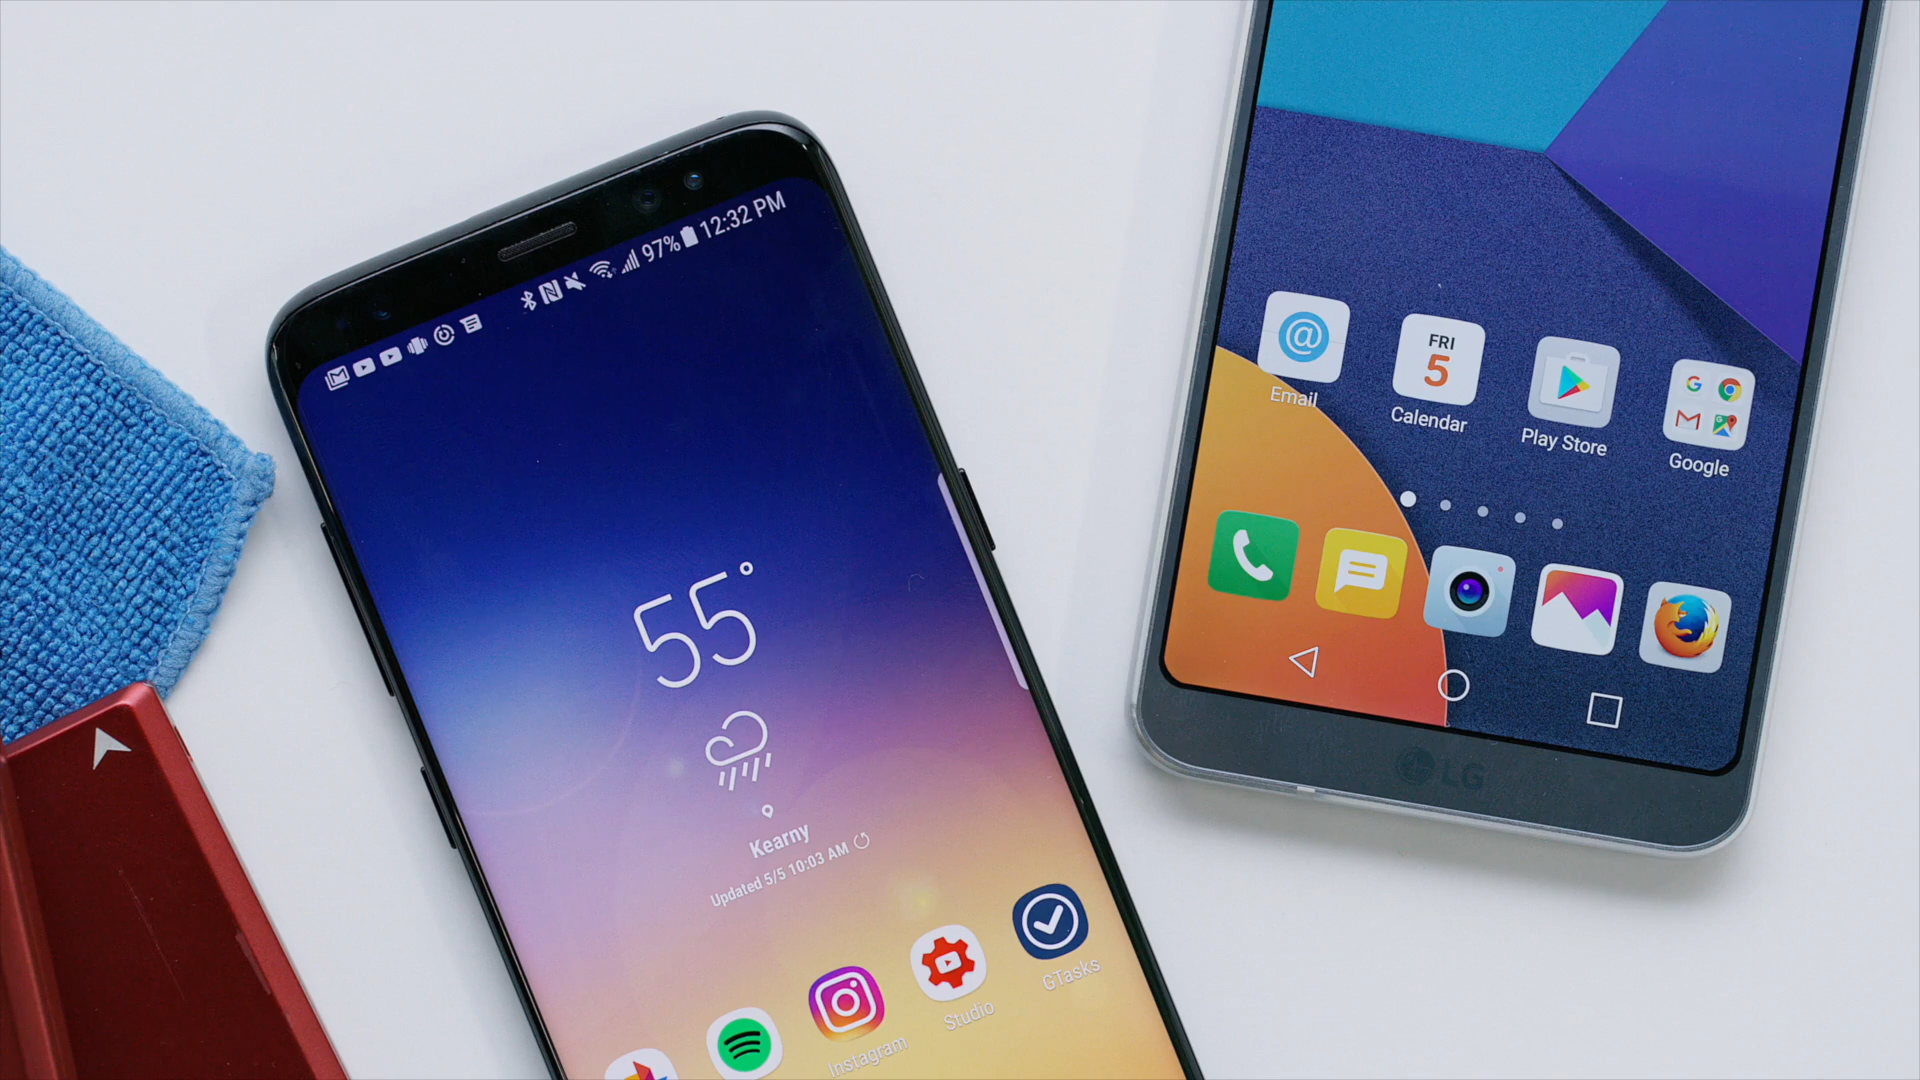 97% 12:32 PM
55°
Kearny
Updated 5/5 10:03 AM
Instagram
Studio
GTasks
Email
FRI
5
Calendar
Play Store
Google
LG